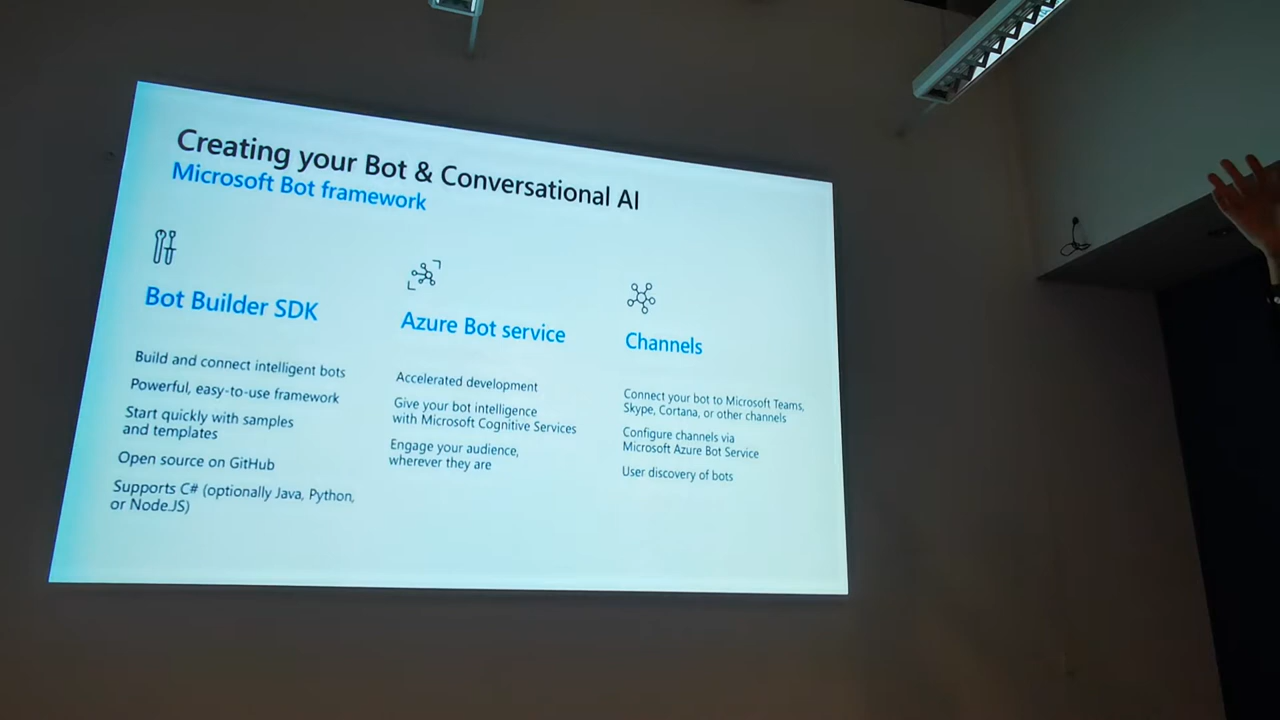 Creating your Bot & Conversational AI
Microsoft Bot framework
Bot Builder SDK
Build and connect intelligent bots
Powerful, easy-to-use framework
Start quickly with samples
and templates
Open source on GitHub
Supports C# (optionally Java, Python,
or Node.JS)
Azure Bot service
Accelerated development
Give your bot intelligence
with Microsoft Cognitive Services
Engage your audience,
wherever they are
Channels
Connect your bot to Microsoft Teams,
Skype, Cortana, or other channels
Configure channels via
Microsoft Azure Bot Service
User discovery of bots